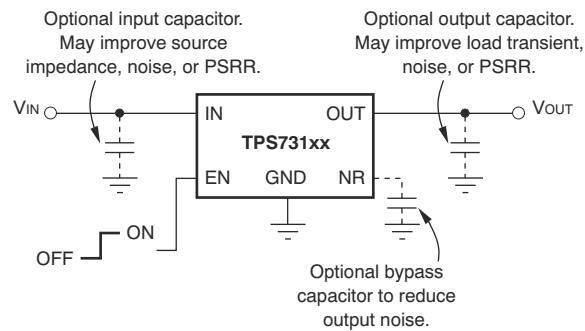 Optional input capacitor.
May improve source
impedance, noise, or PSRR.
Optional output capacitor.
May improve load transient,
noise, or PSRR.
VIN
IN
OUT
VOUT
TPS731xx
EN
GND
NR
OFF
ON
Optional bypass
capacitor to reduce
output noise.